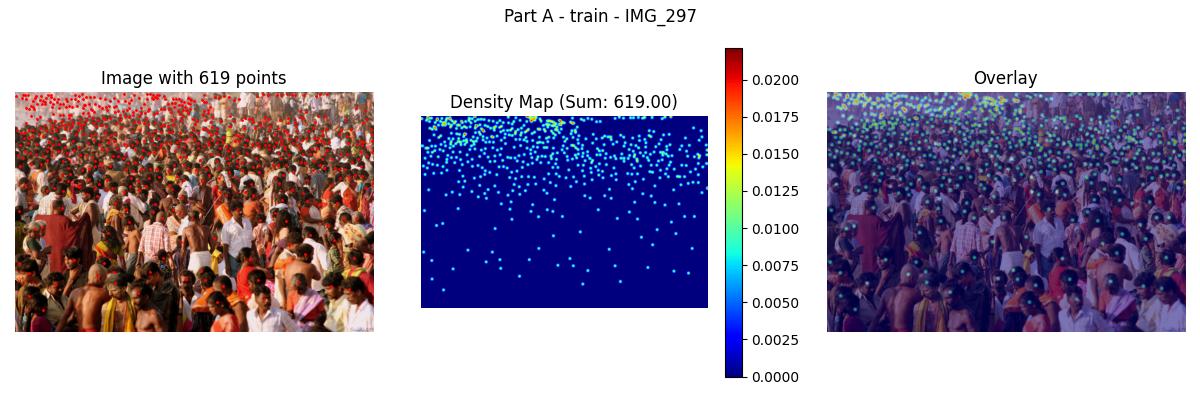 Part A - train - IMG_297
Image with 619 points
Density Map (Sum: 619.00)
Overlay
0.0200
0.0175
0.0150
0.0125
0.0100
0.0075
0.0050
0.0025
0.0000